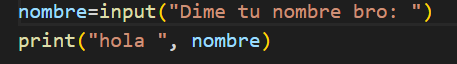 nombre=input("Dime tu nombre bro: ")
print("hola ", nombre)